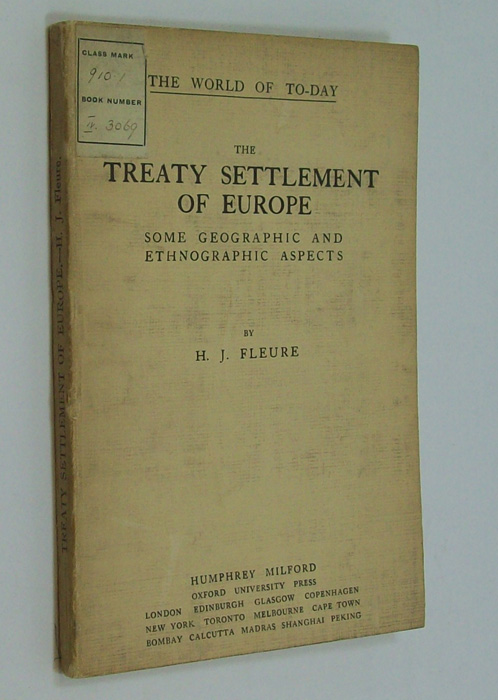 CLASS MARK
910.1
BOOK NUMBER
3069
THE WORLD OF TO-DAY
THE
TREATY SETTLEMENT
OF EUROPE
SOME GEOGRAPHIC AND
ETHNOGRAPHIC ASPECTS
BY
H. J. FLEURE
HUMPHREY MILFORD
OXFORD UNIVERSITY PRESS
LONDON EDINBURGH GLASGOW COPENHAGEN
NEW YORK TORONTO MELBOURNE CAPE TOWN
BOMBAY CALCUTTA MADRAS SHANGHAI PEKING
TREATY SETTLEMENT OF EUROPE.—H. J. Fleure.